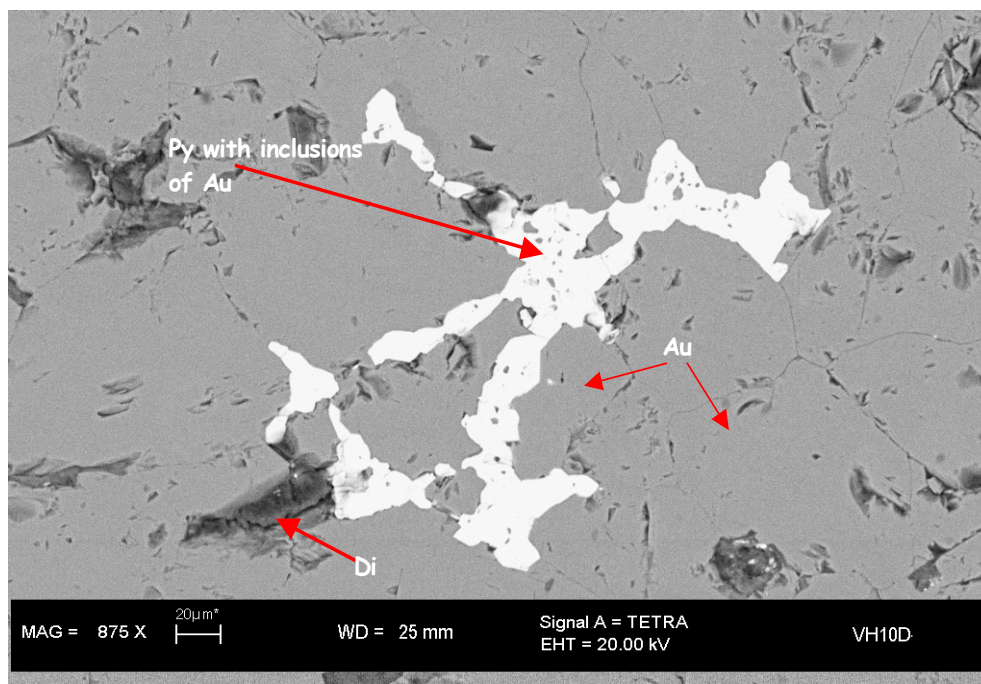 Py with inclusions
of Au
Au
Di
MAG = 875 X
20µm*
WD = 25 mm
Signal A = TETRA
EHT = 20.00 kV
VH10D